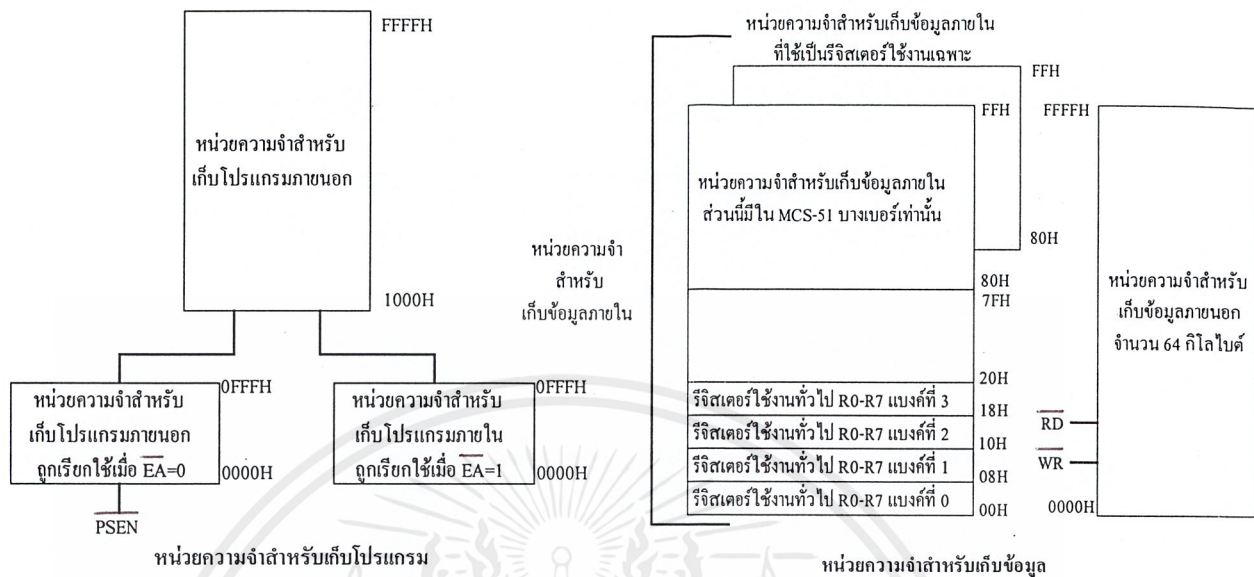 FFFFH
หน่วยความจำสำหรับ
เก็บโปรแกรมภายนอก
1000H
0FFFH
หน่วยความจำสำหรับ
เก็บโปรแกรมภายนอก
ถูกเรียกใช้เมื่อ EA=0
0000H
PSEN
0FFFH
หน่วยความจำสำหรับ
เก็บโปรแกรมภายใน
ถูกเรียกใช้เมื่อ EA=1
0000H
หน่วยความจำสำหรับเก็บโปรแกรม
หน่วยความจำสำหรับเก็บข้อมูลภายใน
ที่ใช้เป็นรีจิสเตอร์ใช้งานเฉพาะ
FFH
80H
หน่วยความจำ
สำหรับ
เก็บข้อมูลภายใน
FFH
หน่วยความจำสำหรับเก็บข้อมูลภายใน
ส่วนนี้มีใน MCS-51 บางเบอร์เท่านั้น
80H
7FH
20H
รีจิสเตอร์ใช้งานทั่วไป R0-R7 แบงค์ที่ 3
18H
รีจิสเตอร์ใช้งานทั่วไป R0-R7 แบงค์ที่ 2
10H
รีจิสเตอร์ใช้งานทั่วไป R0-R7 แบงค์ที่ 1
08H
รีจิสเตอร์ใช้งานทั่วไป R0-R7 แบงค์ที่ 0
00H
FFFFH
หน่วยความจำสำหรับ
เก็บข้อมูลภายนอก
จำนวน 64 กิโลไบต์
RD
WR
0000H
หน่วยความจำสำหรับเก็บข้อมูล